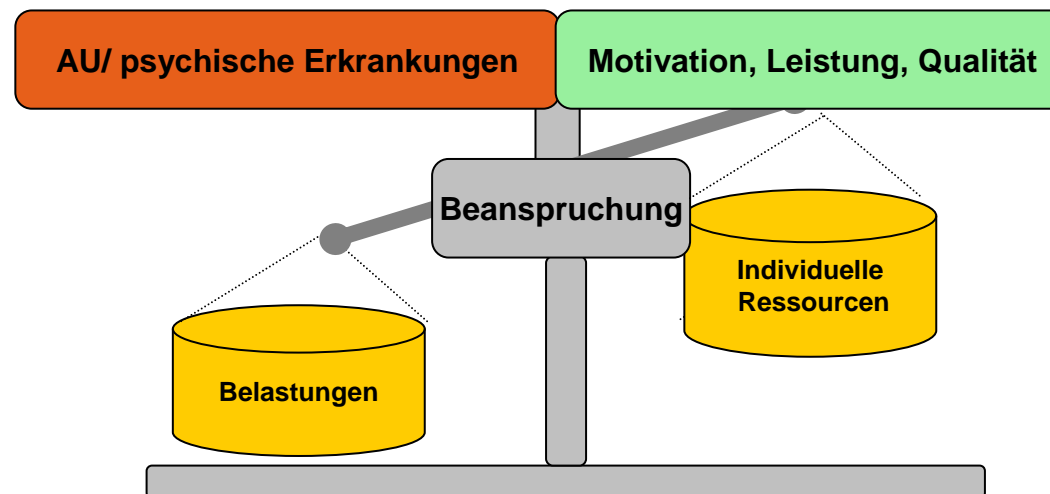 AU/ psychische Erkrankungen
Motivation, Leistung, Qualität
Beanspruchung
Individuelle
Ressourcen
Belastungen